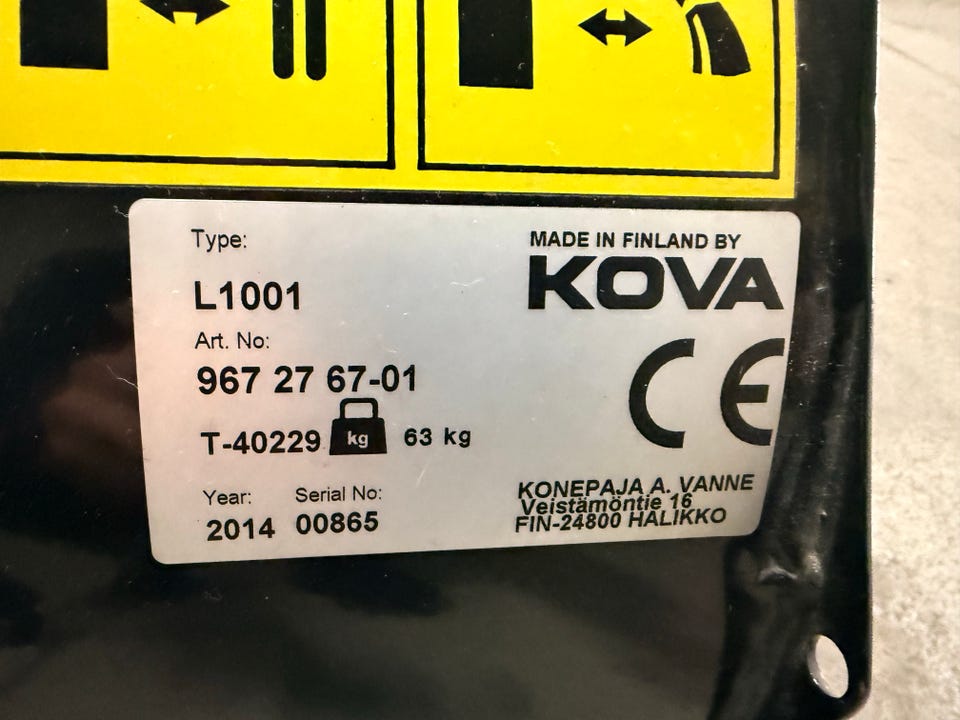 Type:
L1001
Art. No:
967 27 67-01
T-40229 kg 63 kg
Year: Serial No:
2014 00865
MADE IN FINLAND BY
KOVA
CE
KONEPAJA A. VANNE
Veistämöntie 16
FIN-24800 HALIKKO